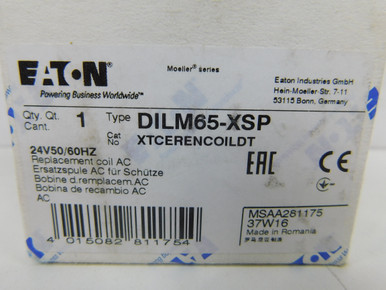 Moeller® series
EATON
Powering Business Worldwide™
Eaton Industries GmbH
Hein-Moeller-Str. 7-11
53115 Bonn, Germany
Qty. Qt.
Cant.
1
Type
DILM65-XSP
Cat
No
XTCERENCOILDT
24V50/60HZ
Replacement coil AC
Ersatzspule AC für Schütze
Bobine d.remplacem.AC
Bobina de recambio AC
AC
EAC
CE
4 015082 811754
MSAA281175
37W16
Made in Romania